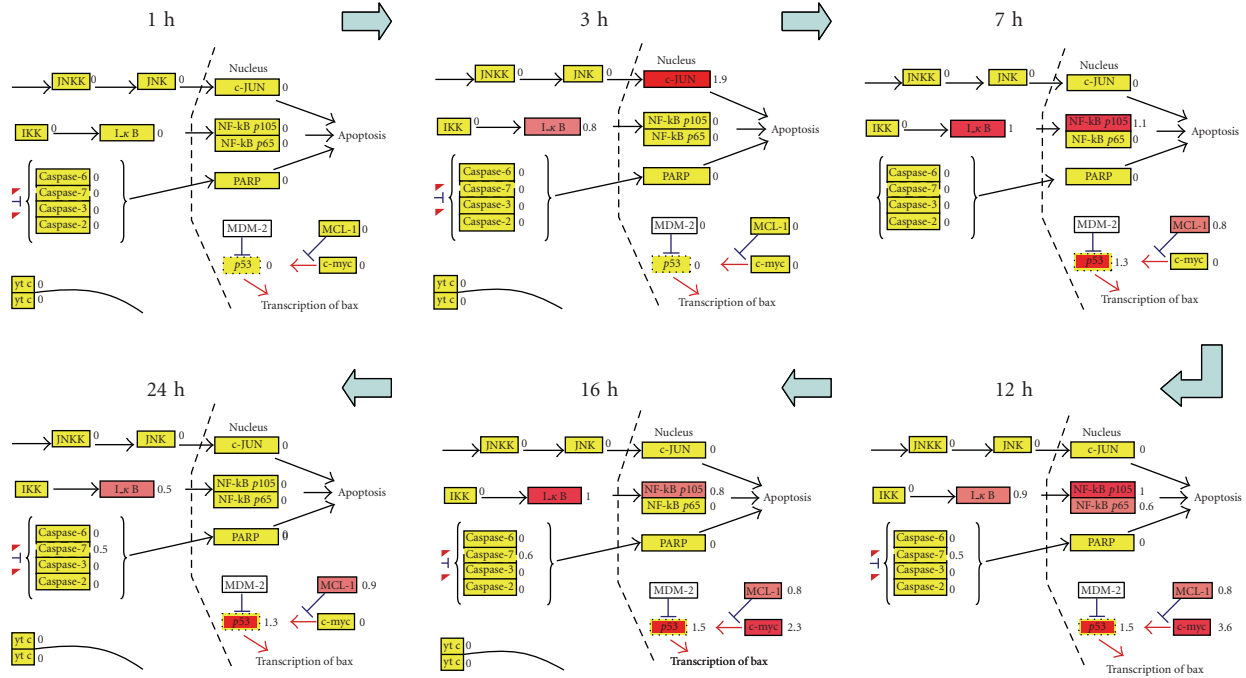 1 h
JNKK 0
JNK 0
Nucleus
c-JUN 0
IKK 0
I.κ B 0
NF-kB p105 0
NF-kB p65 0
Apoptosis
Caspase-6 0
Caspase-7 0
Caspase-3 0
Caspase-2 0
PARP 0
MDM-2
MCL-1 0
p53 0
c-myc 0
yt c 0
yt c 0
Transcription of bax
3 h
JNKK 0
JNK 0
Nucleus
c-JUN 1.9
IKK 0
I.κ B 0.8
NF-kB p105 0
NF-kB p65 0
Apoptosis
Caspase-6 0
Caspase-7 0
Caspase-3 0
Caspase-2 0
PARP 0
MDM-2 0
MCL-1 0
p53 0
c-myc 0
yt c 0
yt c 0
Transcription of bax
7 h
JNKK 0
JNK 0
Nucleus
c-JUN 0
IKK 0
I.κ B 1
NF-kB p105 1.1
NF-kB p65 0
Apoptosis
Caspase-6 0
Caspase-7 0
Caspase-3 0
Caspase-2 0
PARP 0
MDM-2
MCL-1 0.8
p53 1.3
c-myc 0
Transcription of bax
24 h
JNKK 0
JNK 0
Nucleus
c-JUN 0
IKK 0
I.κ B 0.5
NF-kB p105 0
NF-kB p65 0
Apoptosis
Caspase-6 0
Caspase-7 0.5
Caspase-3 0
Caspase-2 0
PARP 0
MDM-2
MCL-1 0.9
p53 1.3
c-myc 0
yt c 0
yt c 0
Transcription of bax
16 h
JNKK 0
JNK 0
Nucleus
c-JUN 0
IKK 0
I.κ B 1
NF-kB p105 0.8
NF-kB p65 0
Apoptosis
Caspase-6 0
Caspase-7 0.6
Caspase-3 0
Caspase-2 0
PARP 0
MDM-2
MCL-1 0.8
p53 1.5
c-myc 2.3
yt c 0
yt c 0
Transcription of bax
12 h
JNKK 0
JNK 0
Nucleus
c-JUN 0
IKK 0
I.κ B 0.9
NF-kB p105 1
NF-kB p65 0.6
Apoptosis
Caspase-6 0
Caspase-7 0.5
Caspase-3 0
Caspase-2 0
PARP 0
MDM-2
MCL-1 0.8
p53 1.5
c-myc 3.6
Transcription of bax